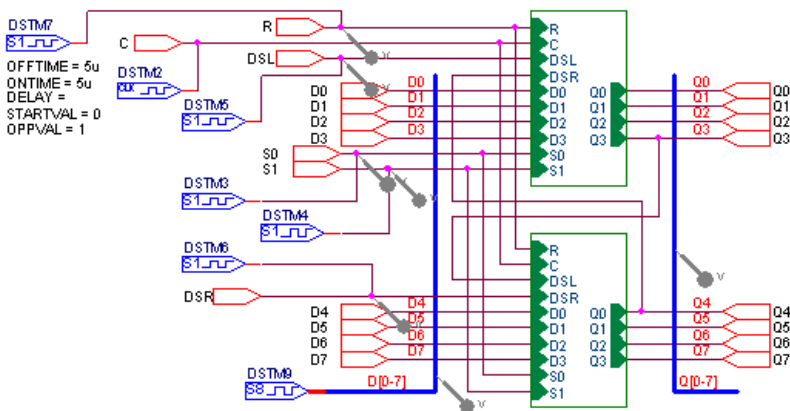 DSTM7
S1
R
R
C
C
DSL
DSL
OFFTIME = 5u
DSTM2
DSR
ONTIME = 5u
CLK
D0
D0
D0
Q0
Q0
Q0
DELAY =
DSTM5
D1
D1
D1
Q1
Q1
Q1
STARTVAL = 0
S1
D2
D2
D2
Q2
Q2
Q2
OPPVAL = 1
D3
D3
D3
Q3
Q3
Q3
S0
S0
S1
S1
V
V
V
V
DSTM3
S1
DSTM4
S1
DSTM6
S1
R
C
DSL
V
DSR
DSR
D4
D4
D0
Q0
Q4
Q4
D5
D5
D1
Q1
Q5
Q5
D6
D6
D2
Q2
Q6
Q6
V
D7
D7
D3
Q3
Q7
Q7
DSTM9
S0
S8
D[0-7]
S1
Q[0-7]
V